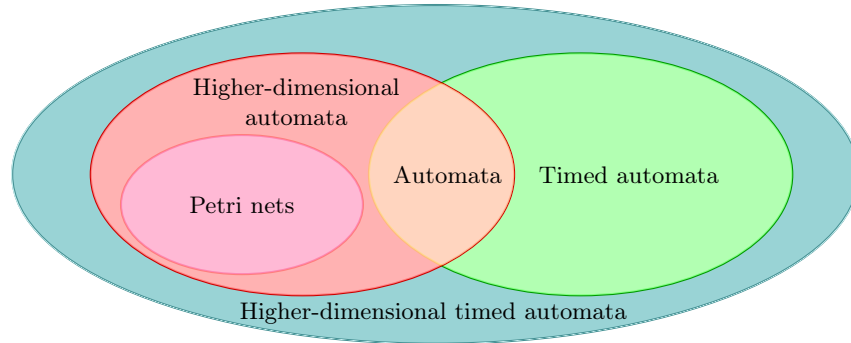 Higher-dimensional
automata
Automata
Timed automata
Petri nets
Higher-dimensional timed automata